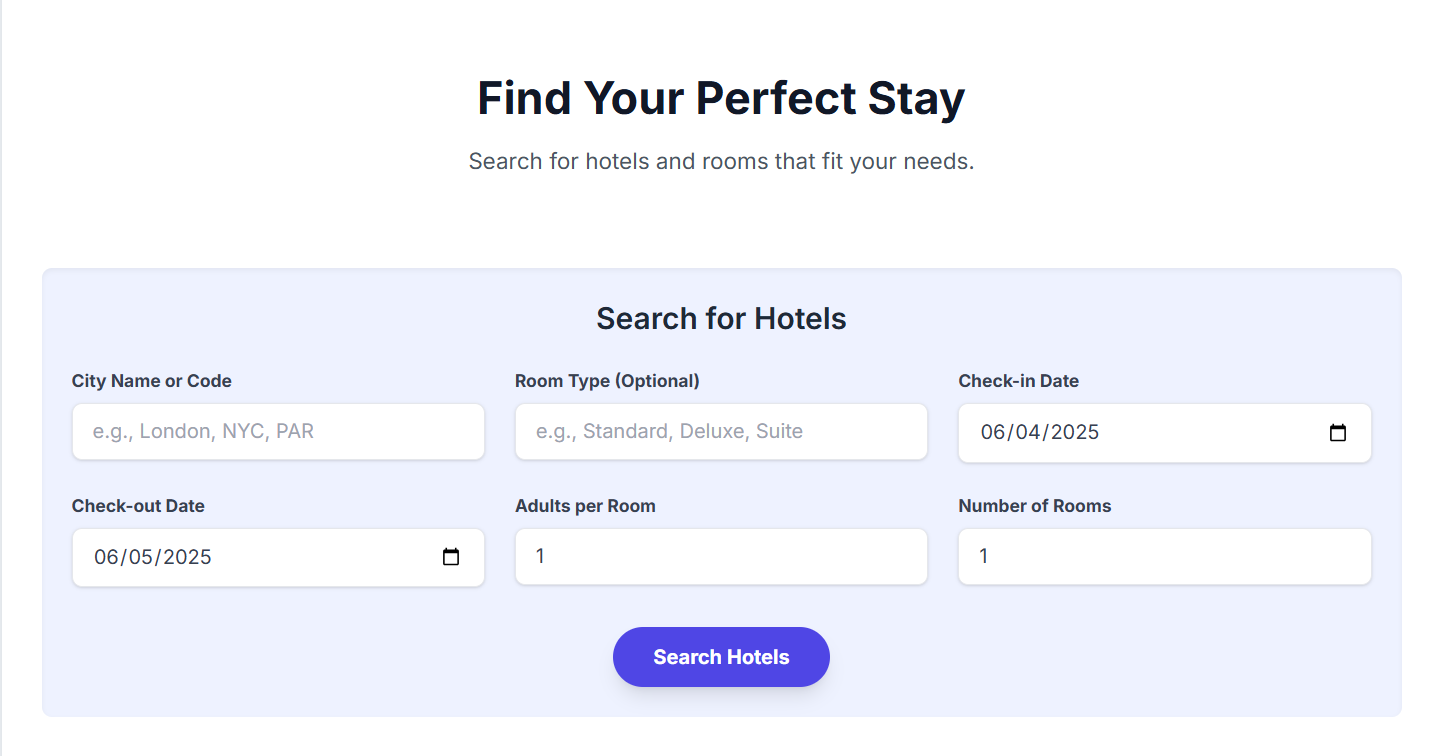 Find Your Perfect Stay
Search for hotels and rooms that fit your needs.
Search for Hotels
City Name or Code
e.g., London, NYC, PAR
Room Type (Optional)
e.g., Standard, Deluxe, Suite
Check-in Date
06/04/2025
Check-out Date
06/05/2025
Adults per Room
1
Number of Rooms
1
Search Hotels